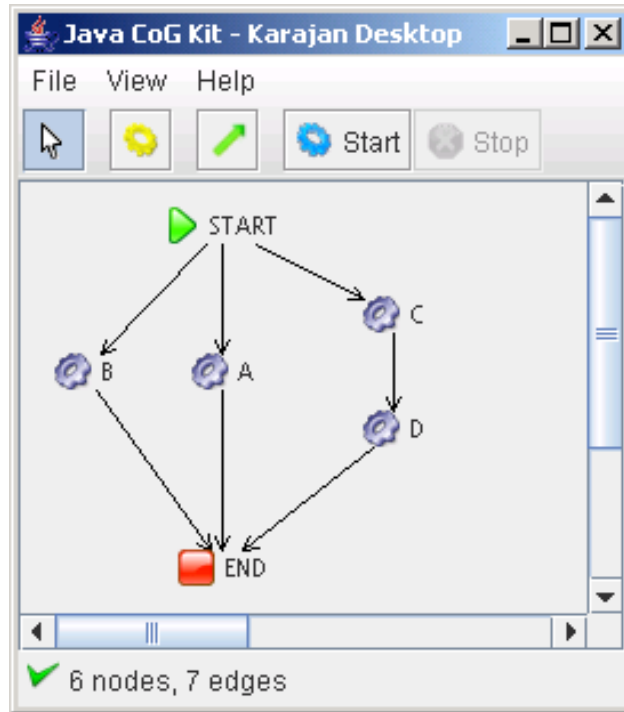 Java CoG Kit - Karajan Desktop
File View Help
Start Stop
START
C
B A
D
END
6 nodes, 7 edges